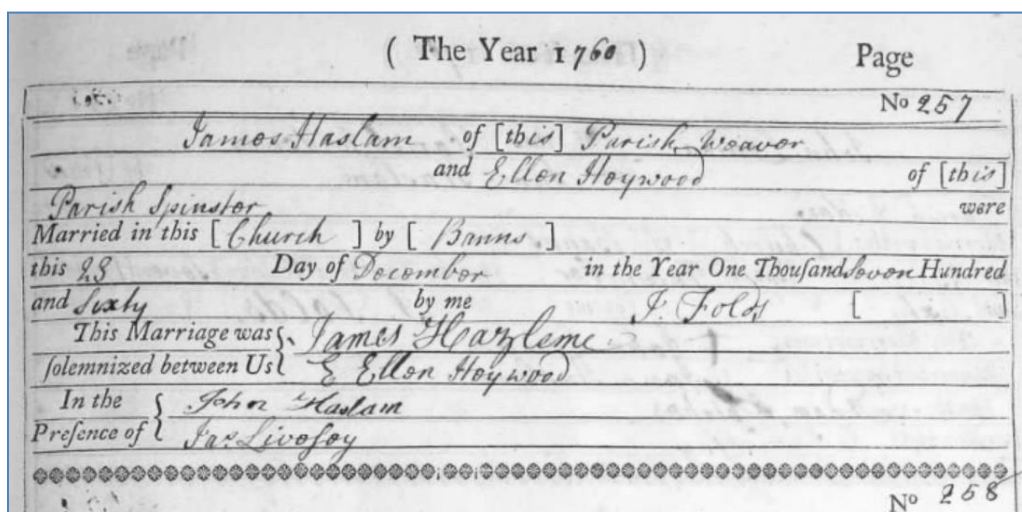 ( The Year 1760 ) Page
No 257
James Haslam of [this] Parish Weaver
and Ellen Heywood of [this]
Parish Spinster were
Married in this [ Church ] by [ Banns ]
this 23 Day of December in the Year One Thouſand Seven Hundred
and Sixty by me J. Folds [ ]
This Marriage was { James Hazleme
ſolemnized between Us { E Ellen Heywood
In the { John Haslam
Preſence of { Jas Liveſey
No 258